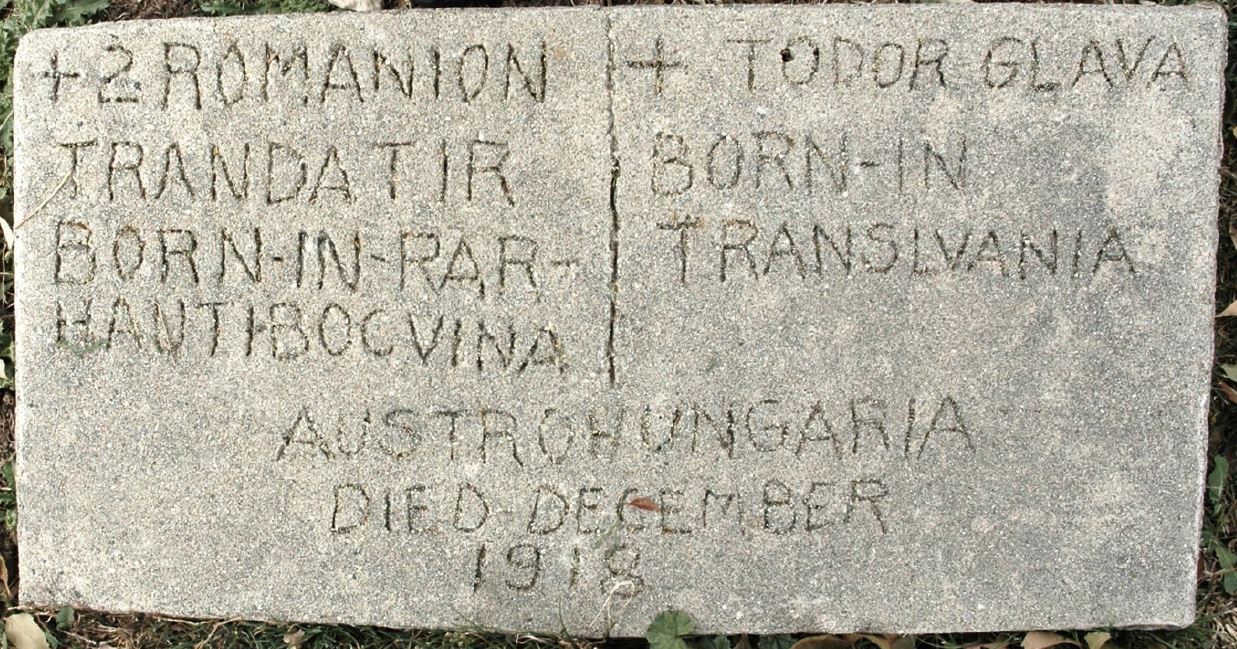 + 2 ROMANION
TRANDATIR
BORN-IN-RAR-
HAUTI-BOCVINA
+ TODOR-GLAVA
BORN-IN
TRANSLVANIA
AUSTROHUNGARIA
DIED-DECEMBER
1918